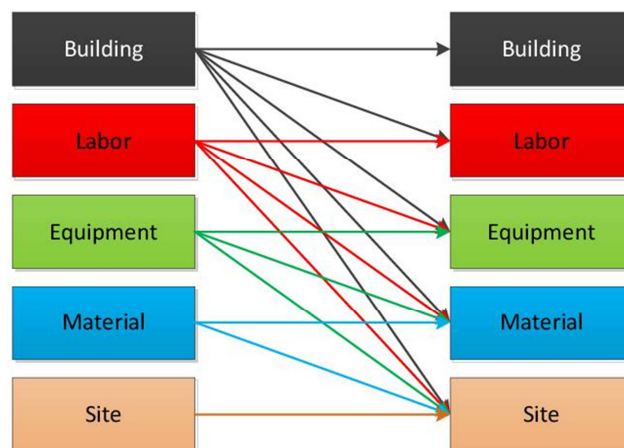 Building
Building
Labor
Labor
Equipment
Equipment
Material
Material
Site
Site